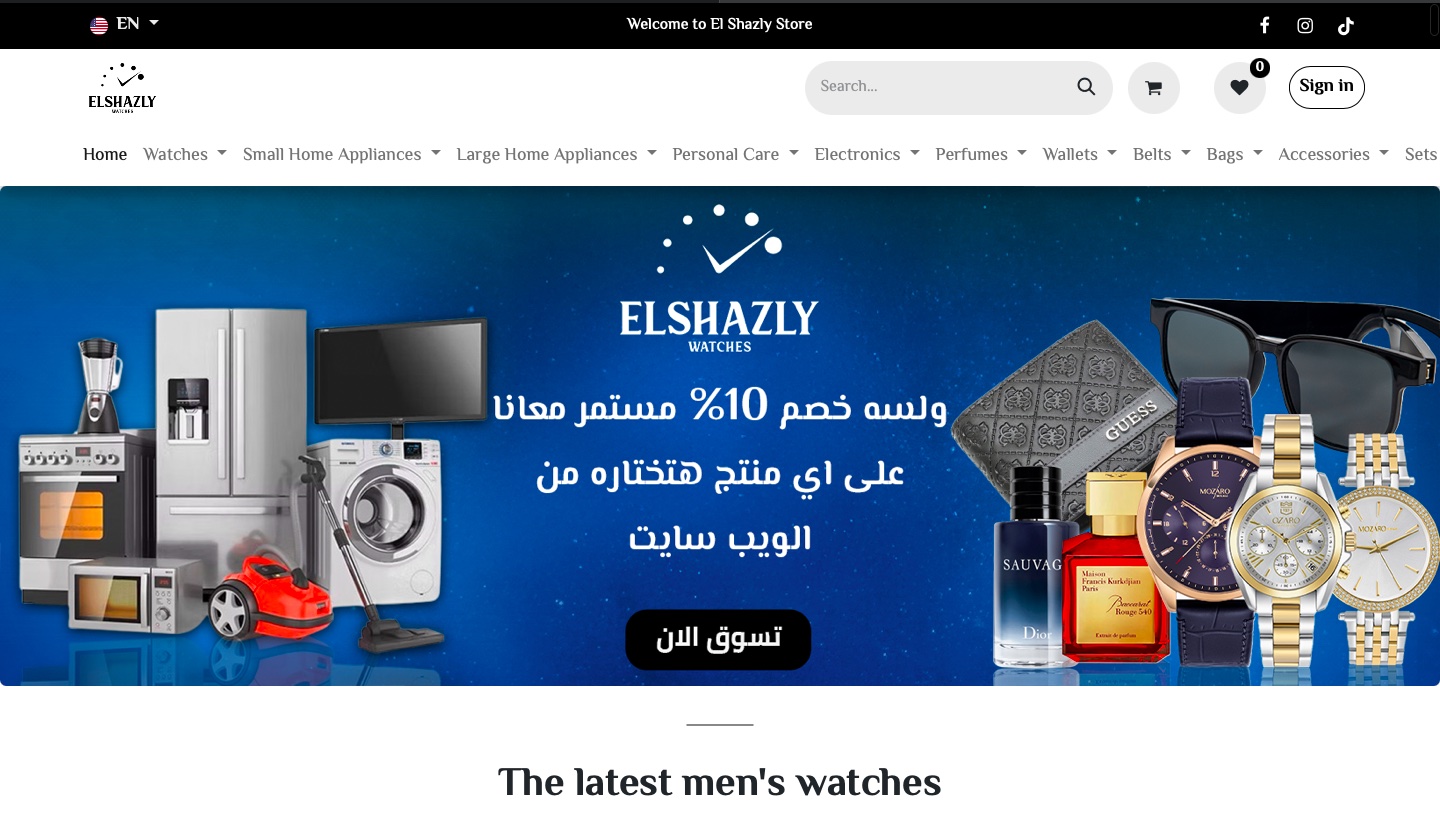 EN
Welcome to El Shazly Store
ELSHAZLY
WATCHES
Search...
0
Sign in
Home Watches Small Home Appliances Large Home Appliances Personal Care Electronics Perfumes Wallets Belts Bags Accessories Sets
ELSHAZLY
WATCHES
ولسه خصم 10% مستمر معانا
على اي منتج هتختاره من
الويب سايت
تسوق الان
GUESS
SAUVAG
Dior
Maison
Francis Kurkdjian
Paris
Baccarat
Rouge 540
Extrait de parfum
MOZARO
OZARO
MOZARO
The latest men's watches